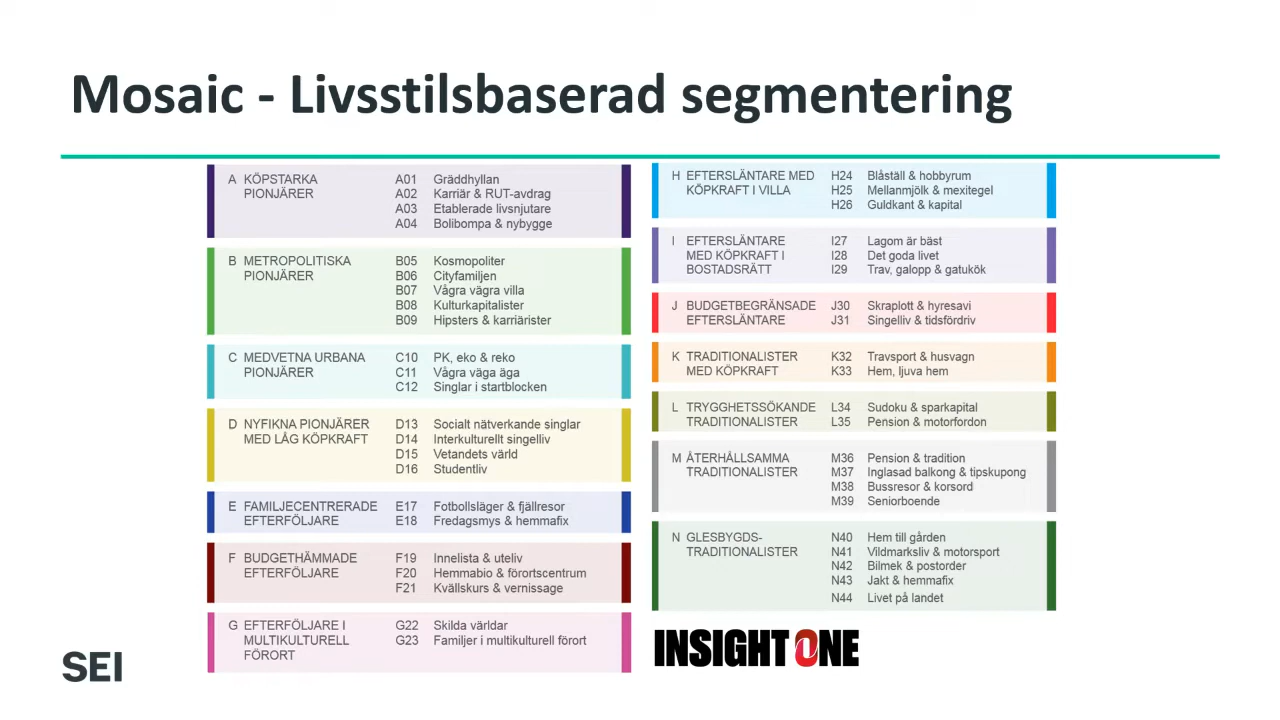 Mosaic - Livsstilsbaserad segmentering
A KÖPSTARKA PIONJÄRER
A01 Gräddhyllan
A02 Karriär & RUT-avdrag
A03 Etablerade livsnjutare
A04 Bolibompa & nybygge
B METROPOLITISKA PIONJÄRER
B05 Kosmopoliter
B06 Cityfamiljen
B07 Vågra vägra villa
B08 Kulturkapitalister
B09 Hipsters & karriärister
C MEDVETNA URBANA PIONJÄRER
C10 PK, eko & reko
C11 Vågra väga äga
C12 Singlar i startblocken
D NYFIKNA PIONJÄRER MED LÅG KÖPKRAFT
D13 Socialt nätverkande singlar
D14 Interkulturellt singelliv
D15 Vetandets värld
D16 Studentliv
E FAMILJECENTRERADE EFTERFÖLJARE
E17 Fotbollsläger & fjällresor
E18 Fredagsmys & hemmafix
F BUDGETHÄMMADE EFTERFÖLJARE
F19 Innelista & uteliv
F20 Hemmabio & förortscentrum
F21 Kvällskurs & vernissage
G EFTERFÖLJARE I MULTIKULTURELL FÖRORT
G22 Skilda världar
G23 Familjer i multikulturell förort
H EFTERSLÄNTARE MED KÖPKRAFT I VILLA
H24 Blåställ & hobbyrum
H25 Mellanmjölk & mexitegel
H26 Guldkant & kapital
I EFTERSLÄNTARE MED KÖPKRAFT I BOSTADSRÄTT
I27 Lagom är bäst
I28 Det goda livet
I29 Trav, galopp & gatukök
J BUDGETBEGRÄNSADE EFTERSLÄNTARE
J30 Skraplott & hyresavi
J31 Singelliv & tidsfördriv
K TRADITIONALISTER MED KÖPKRAFT
K32 Travsport & husvagn
K33 Hem, ljuva hem
L TRYGGHETSSÖKANDE TRADITIONALISTER
L34 Sudoku & sparkapital
L35 Pension & motorfordon
M ÅTERHÅLLSAMMA TRADITIONALISTER
M36 Pension & tradition
M37 Inglasad balkong & tipskupong
M38 Bussresor & korsord
M39 Seniorboende
N GLESBYGDS-TRADITIONALISTER
N40 Hem till gården
N41 Vildmarksliv & motorsport
N42 Bilmek & postorder
N43 Jakt & hemmafix
N44 Livet på landet
INSIGHT ONE
SEI